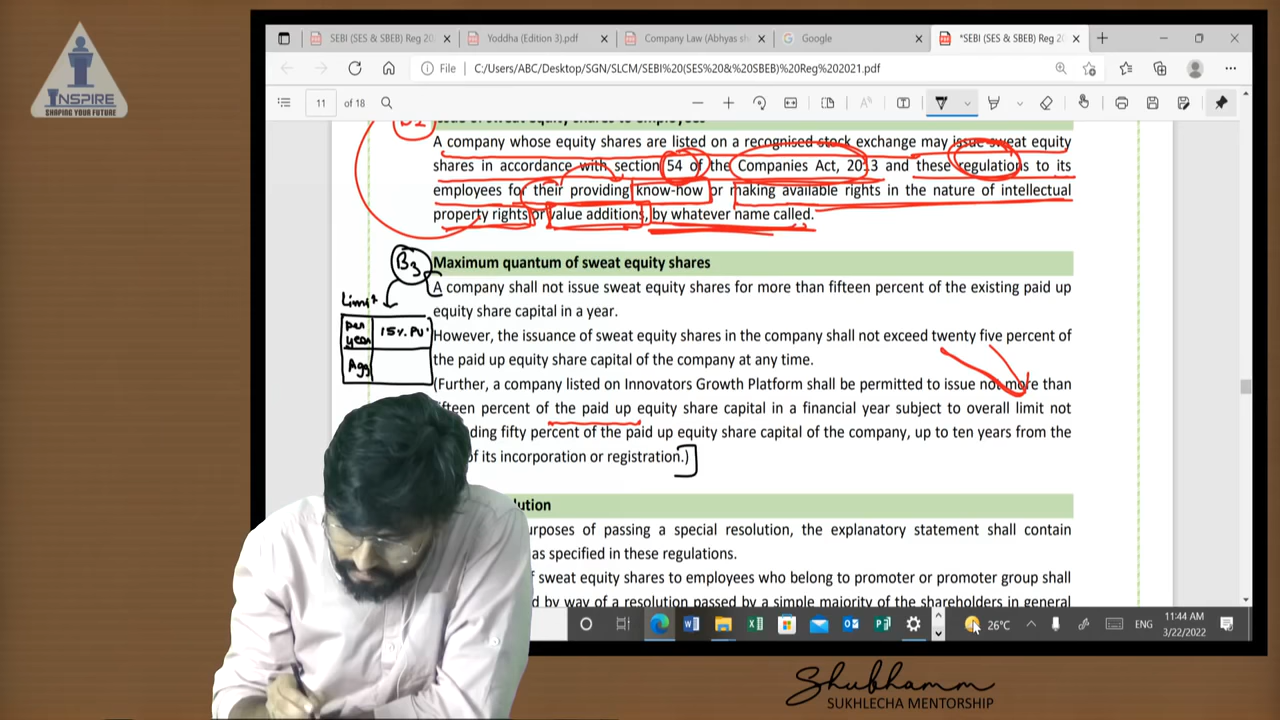 INSPIRE
SHAPING YOUR FUTURE
SEBI (SES & SBEB) Reg 20
Yoddha (Edition 3).pdf
Company Law (Abhyas sh
Google
*SEBI (SES & SBEB) Reg 2
File
C:/Users/ABC/Desktop/SGN/SLCM/SEBI%20(SES%20&%20SBEB)%20Reg%202021.pdf
11 of 18
Issue of sweat equity shares to employees
A company whose equity shares are listed on a recognised stock exchange may issue sweat equity
shares in accordance with section 54 of the Companies Act, 2013 and these regulations to its
employees for their providing know-how or making available rights in the nature of intellectual
property rights or value additions, by whatever name called.
B3
Maximum quantum of sweat equity shares
A company shall not issue sweat equity shares for more than fifteen percent of the existing paid up
equity share capital in a year.
Limit
per year 15%. PU
Agg
However, the issuance of sweat equity shares in the company shall not exceed twenty five percent of
the paid up equity share capital of the company at any time.
(Further, a company listed on Innovators Growth Platform shall be permitted to issue not more than
fifteen percent of the paid up equity share capital in a financial year subject to overall limit not
ding fifty percent of the paid up equity share capital of the company, up to ten years from the
of its incorporation or registration.)
lution
urposes of passing a special resolution, the explanatory statement shall contain
as specified in these regulations.
f sweat equity shares to employees who belong to promoter or promoter group shall
d by way of a resolution passed by a simple majority of the shareholders in general
26°C
ENG
11:44 AM
3/22/2022
Shubhamm
SUKHLECHA MENTORSHIP